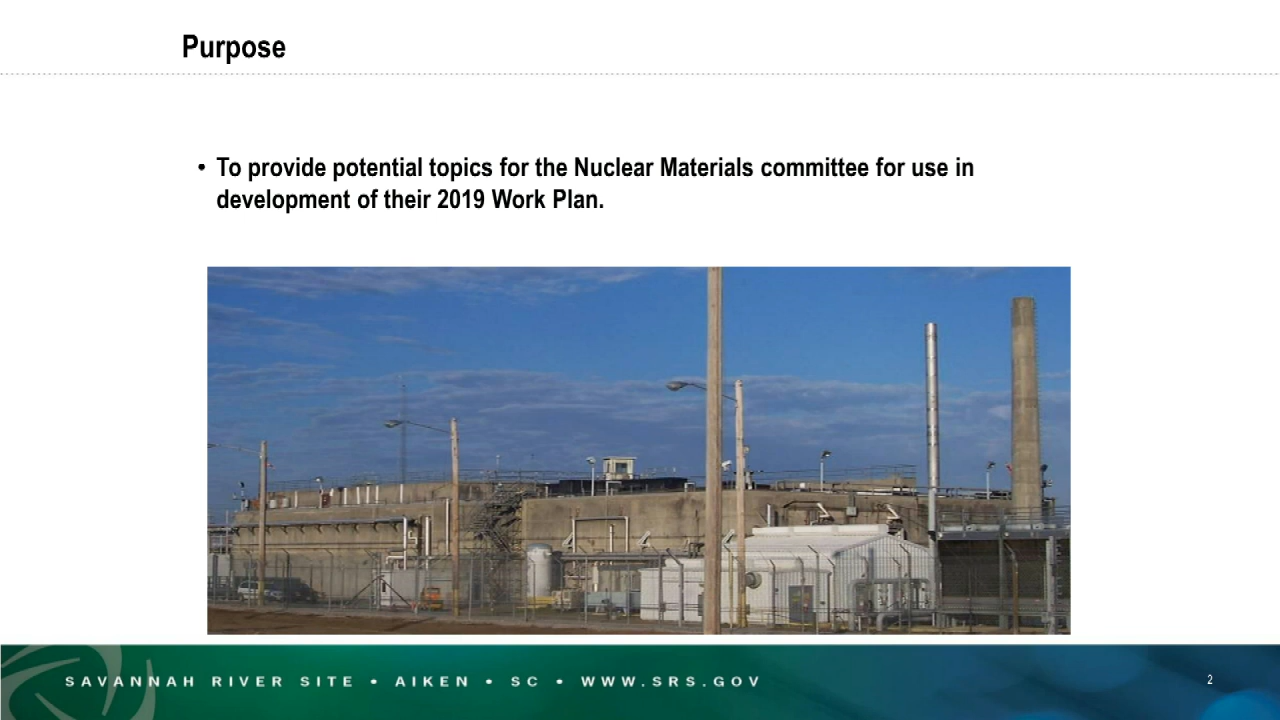 Purpose
• To provide potential topics for the Nuclear Materials committee for use in
development of their 2019 Work Plan.
SAVANNAH RIVER SITE • AIKEN • SC • WWW.SRS.GOV
2